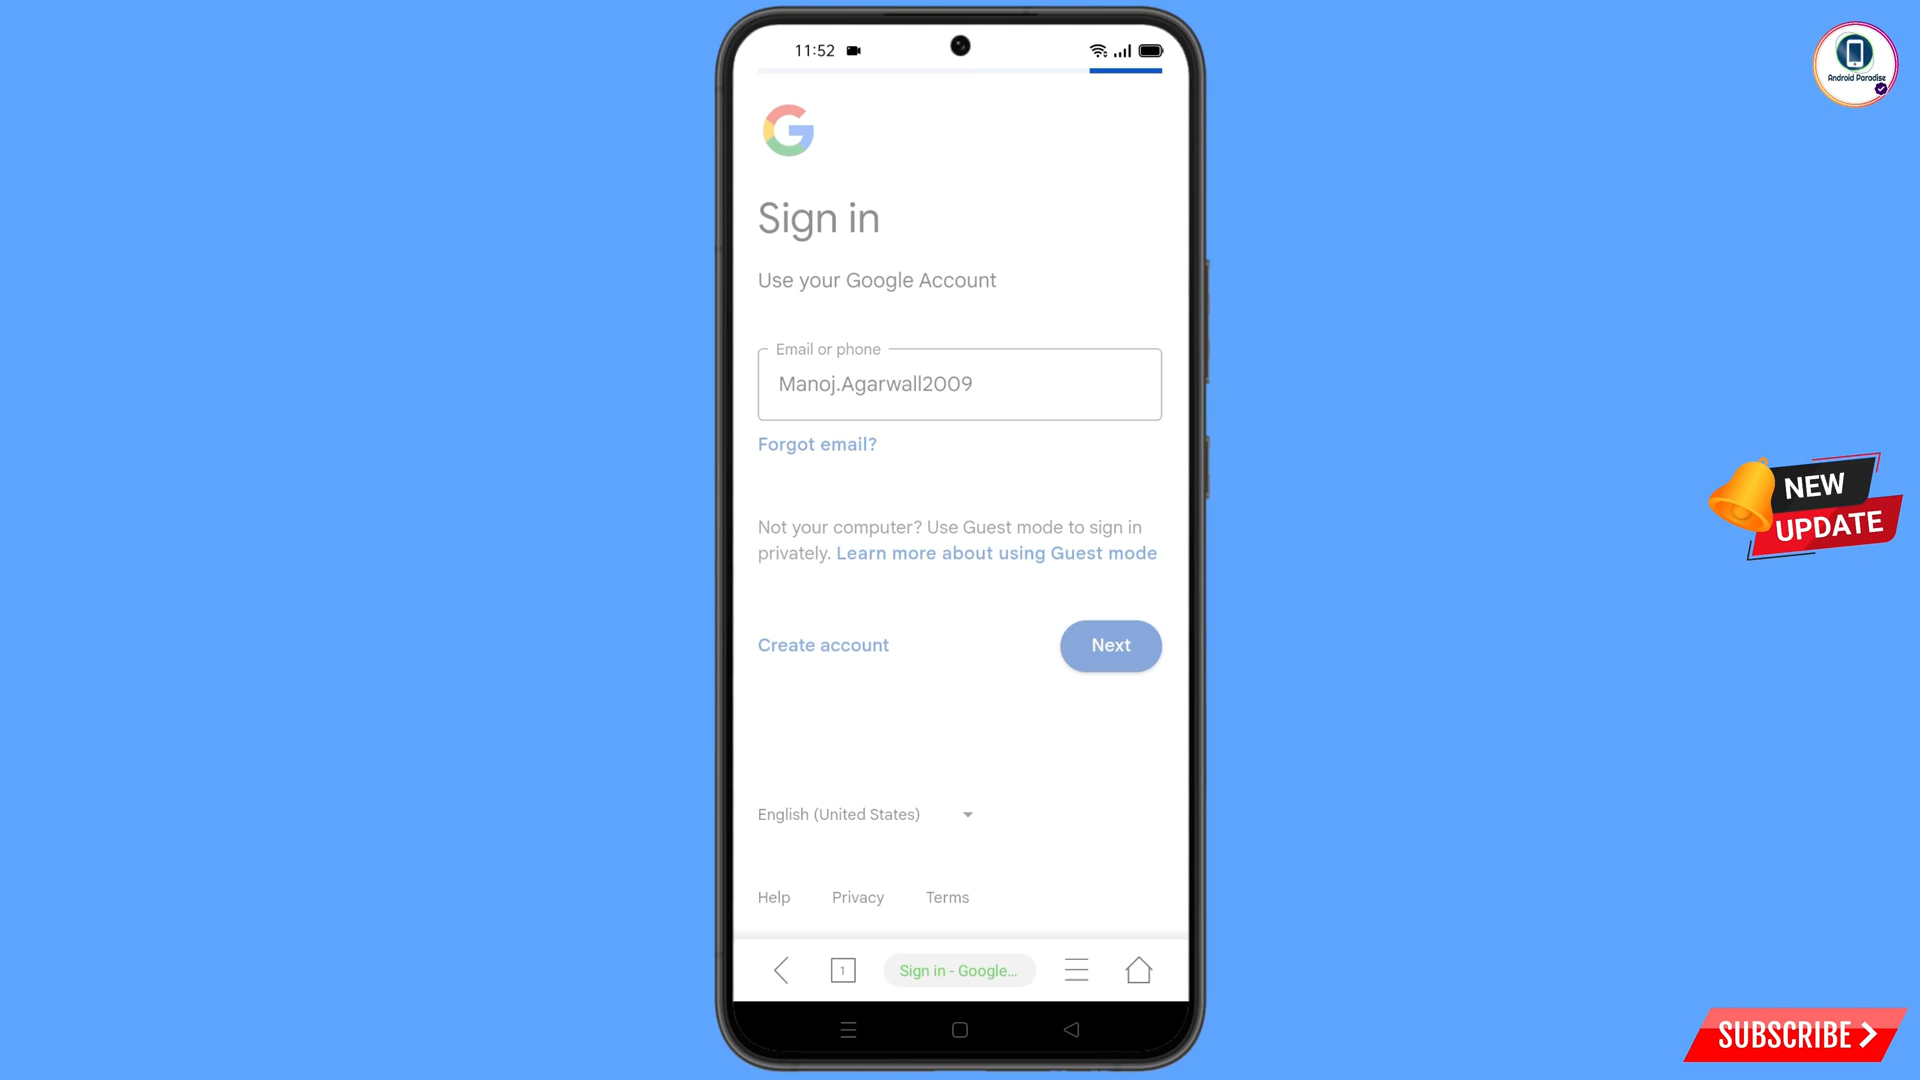 11:52
Android Paradise
Sign in
Use your Google Account
Email or phone
Manoj.Agarwall2009
Forgot email?
Not your computer? Use Guest mode to sign in
privately. Learn more about using Guest mode
Create account
Next
NEW
UPDATE
English (United States)
Help
Privacy
Terms
1
Sign in - Google...
SUBSCRIBE